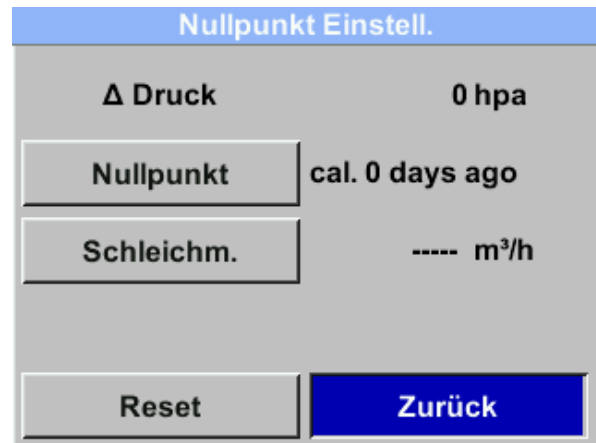 Nullpunkt Einstell.
Δ Druck 0 hpa
Nullpunkt cal. 0 days ago
Schleichm. ----- m³/h
Reset Zurück